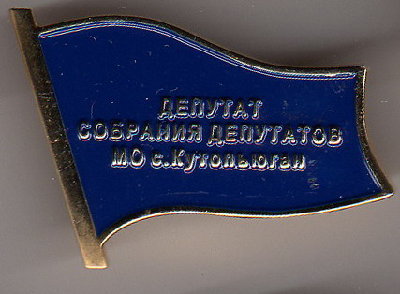 ДЕПУТАТ
СОБРАНИЯ ДЕПУТАТОВ
МО с.Кутопьюган